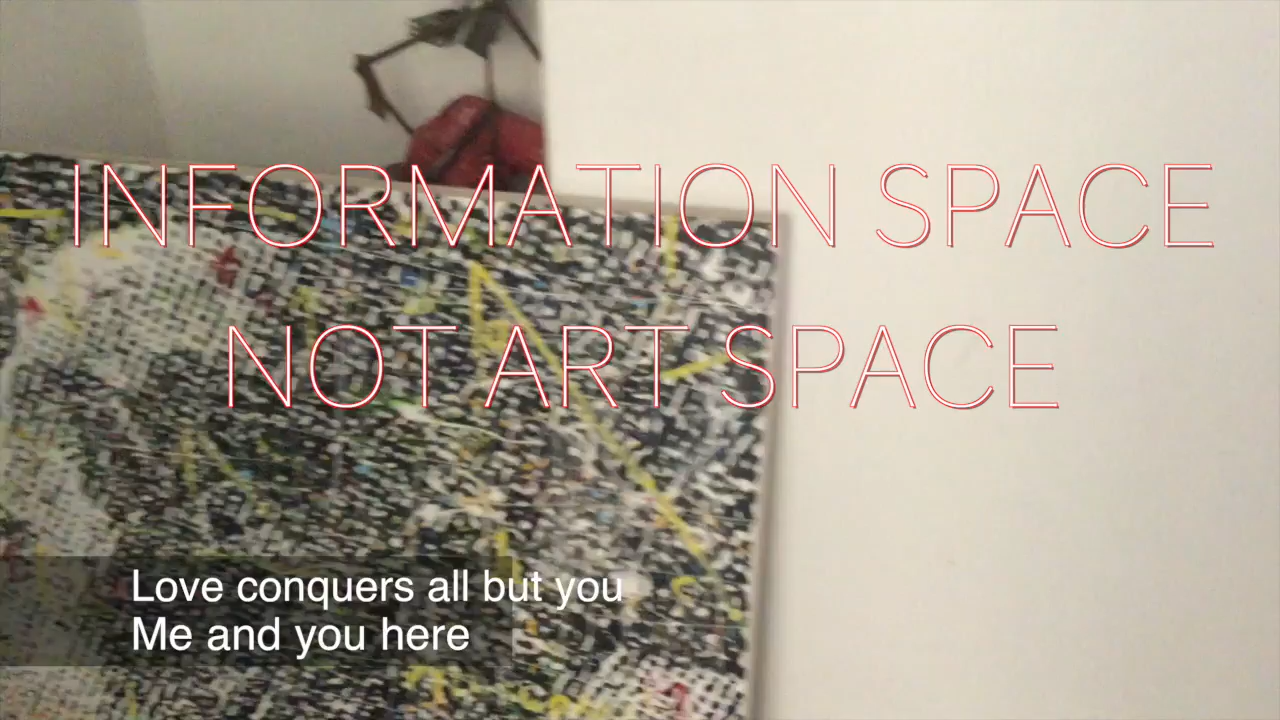 INFORMATION SPACE
NOT ART SPACE
Love conquers all but you
Me and you here